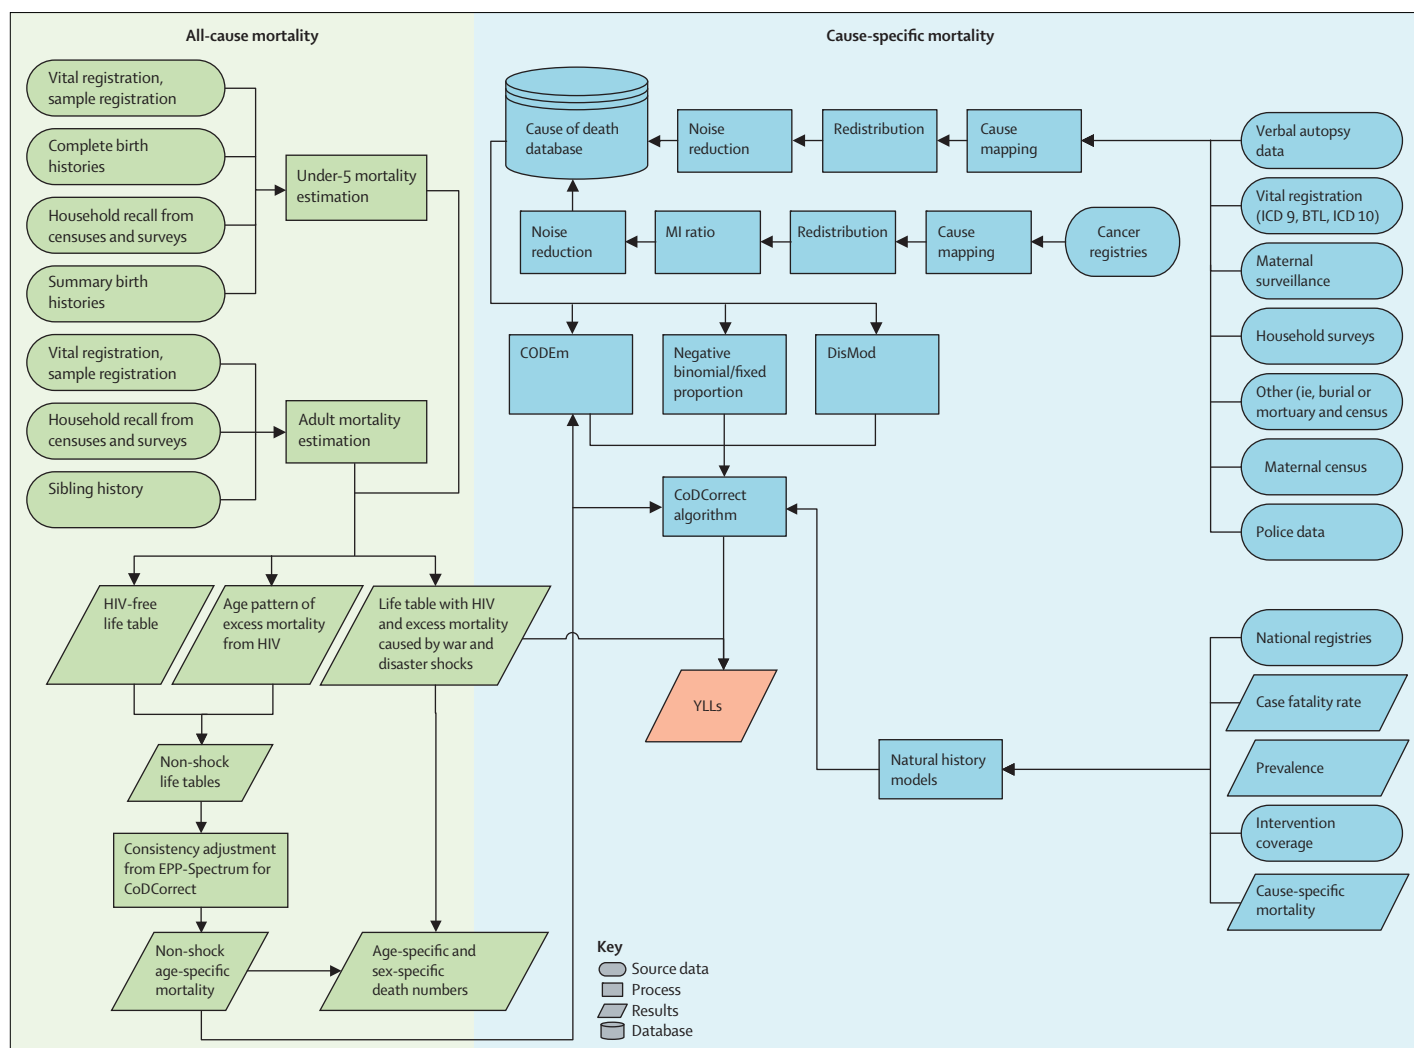 All-cause mortality
Vital registration,
sample registration
Complete birth
histories
Household recall from
censuses and surveys
Summary birth
histories
Under-5 mortality
estimation
Vital registration,
sample registration
Household recall from
censuses and surveys
Sibling history
Adult mortality
estimation
HIV-free
life table
Age pattern of
excess mortality
from HIV
Life table with HIV
and excess mortality
caused by war and
disaster shocks
Non-shock
life tables
Consistency adjustment
from EPP-Spectrum for
CoDCorrect
Non-shock
age-specific
mortality
Age-specific and
sex-specific
death numbers
Cause-specific mortality
Cause of death
database
Noise
reduction
Redistribution
Cause
mapping
Noise
reduction
MI ratio
Redistribution
Cause
mapping
Cancer
registries
CODEm
Negative
binomial/fixed
proportion
DisMod
CoDCorrect
algorithm
YLLs
Natural history
models
Verbal autopsy
data
Vital registration
(ICD 9, BTL, ICD 10)
Maternal
surveillance
Household surveys
Other (ie, burial or
mortuary and census
Maternal census
Police data
National registries
Case fatality rate
Prevalence
Intervention
coverage
Cause-specific
mortality
Key
Source data
Process
Results
Database